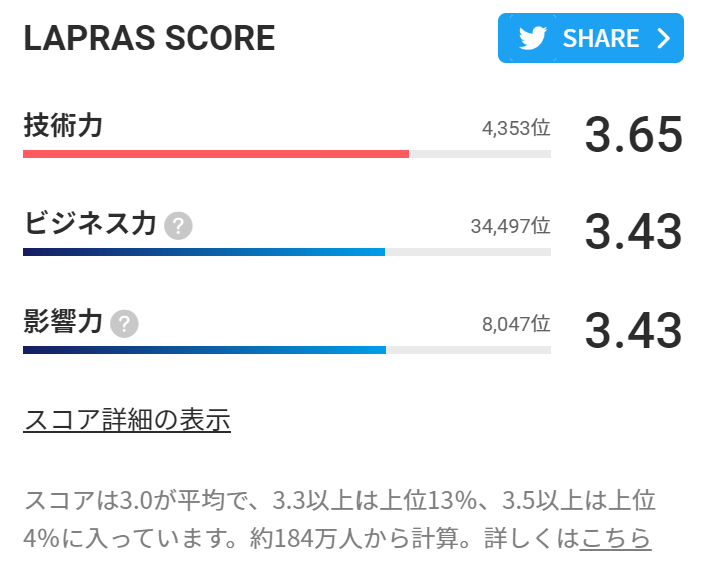 LAPRAS SCORE
SHARE
技術力 4,353位 3.65
ビジネス力 ? 34,497位 3.43
影響力 ? 8,047位 3.43
スコア詳細の表示
スコアは3.0が平均で、3.3以上は上位13%、3.5以上は上位
4%に入っています。約184万人から計算。詳しくはこちら